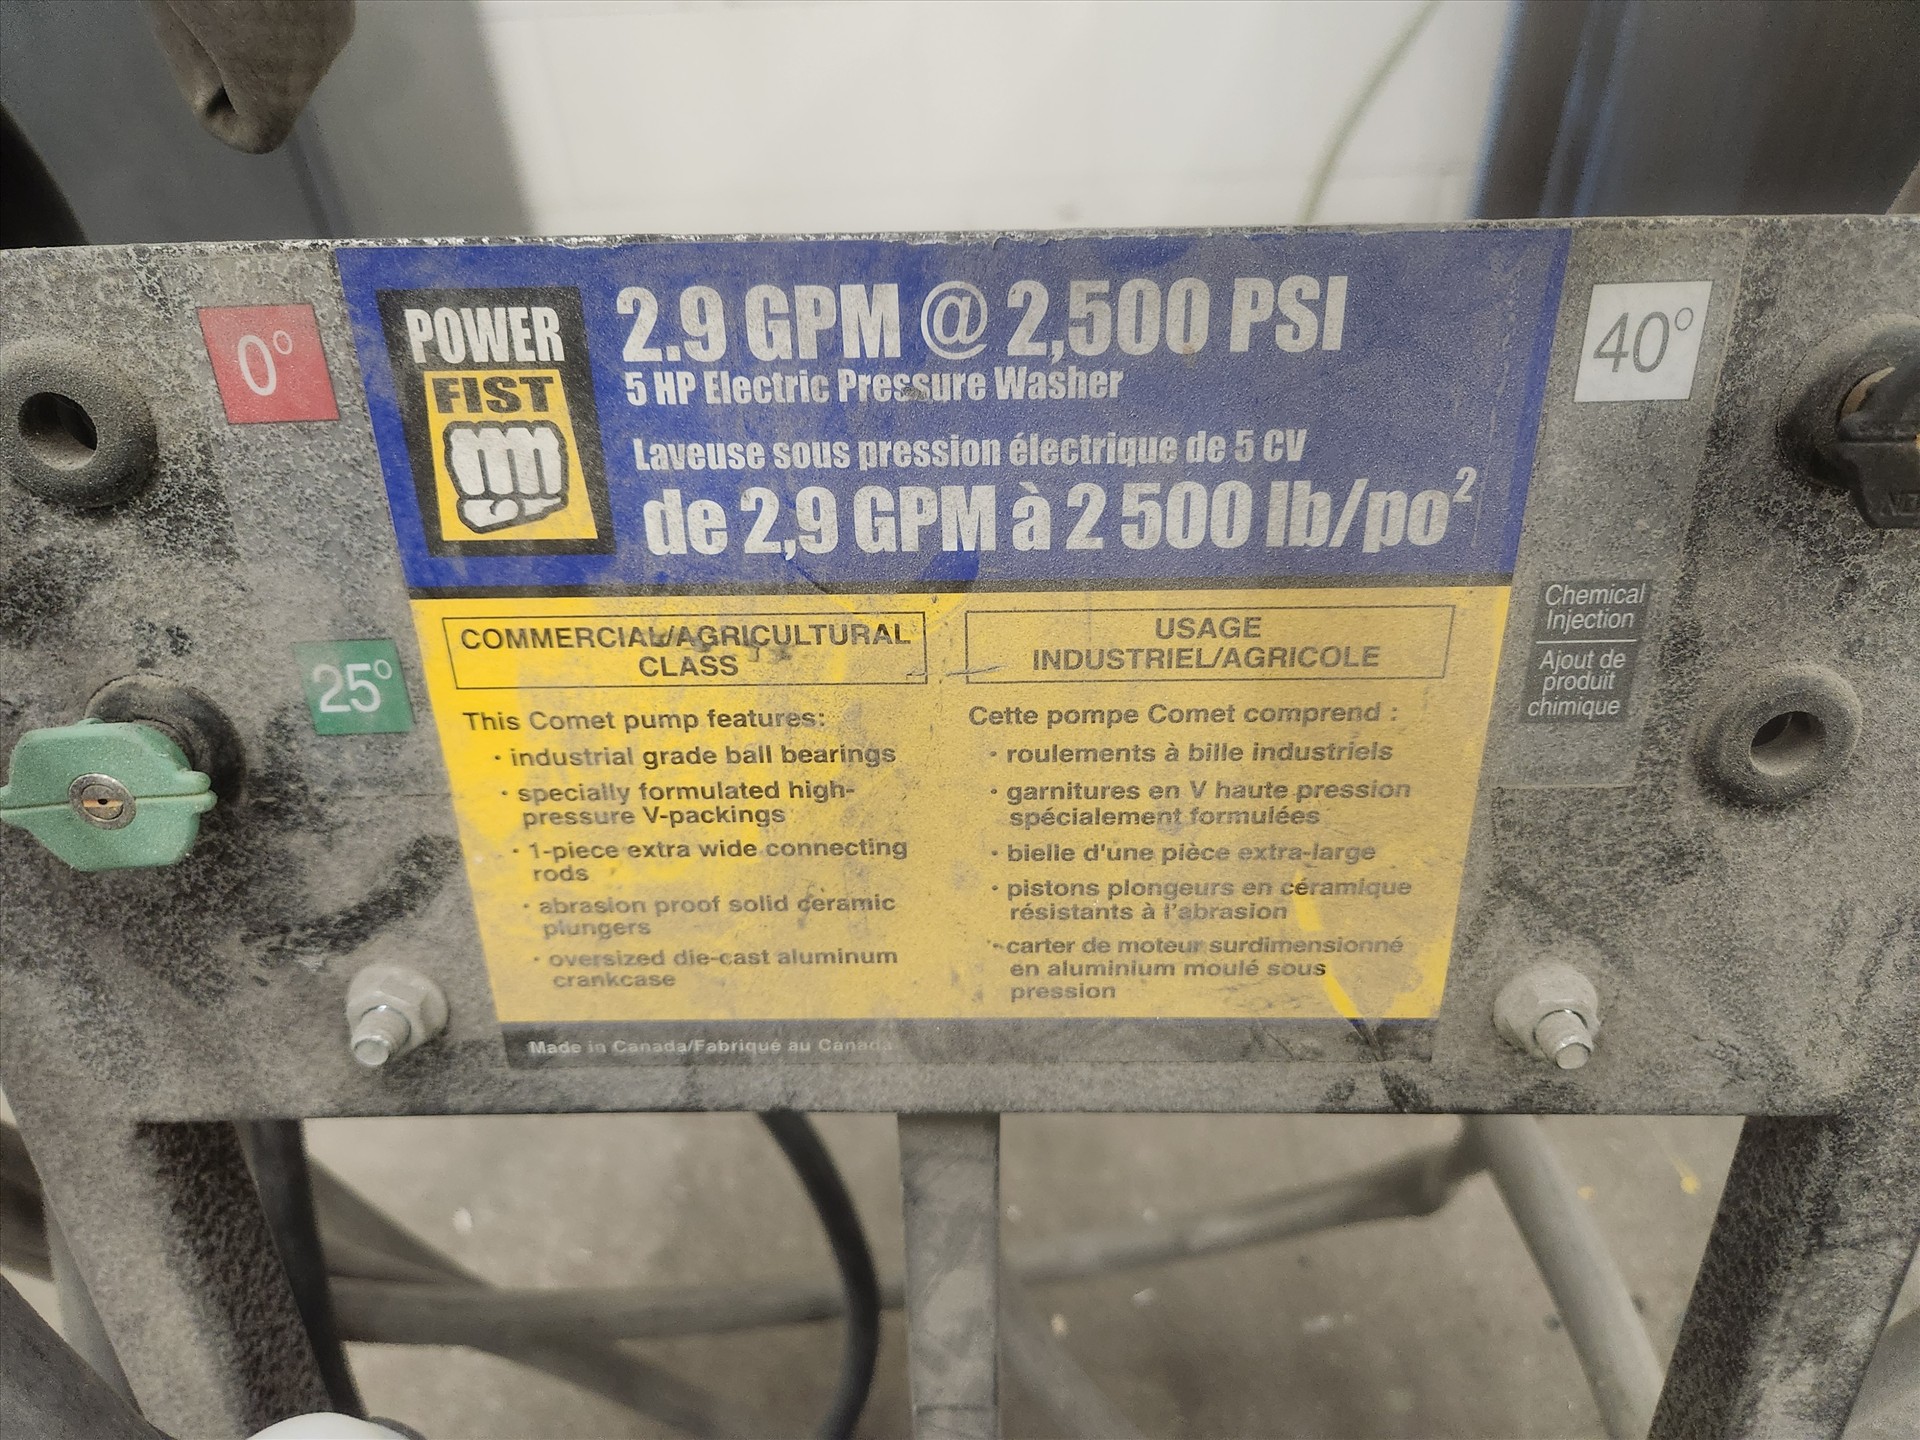 0°
POWER
FIST
2.9 GPM @ 2,500 PSI
5 HP Electric Pressure Washer
Laveuse sous pression électrique de 5 CV
de 2,9 GPM à 2 500 lb/po²
40°
25°
Chemical
Injection
Ajout de
produit
chimique
COMMERCIAL/AGRICULTURAL
CLASS
This Comet pump features:
· industrial grade ball bearings
· specially formulated high-
pressure V-packings
· 1-piece extra wide connecting
rods
· abrasion proof solid ceramic
plungers
· oversized die-cast aluminum
crankcase
USAGE
INDUSTRIEL/AGRICOLE
Cette pompe Comet comprend :
· roulements à bille industriels
· garnitures en V haute pression
spécialement formulées
· bielle d'une pièce extra-large
· pistons plongeurs en céramique
résistants à l'abrasion
· carter de moteur surdimensionné
en aluminium moulé sous
pression
Made in Canada/Fabriqué au Canada